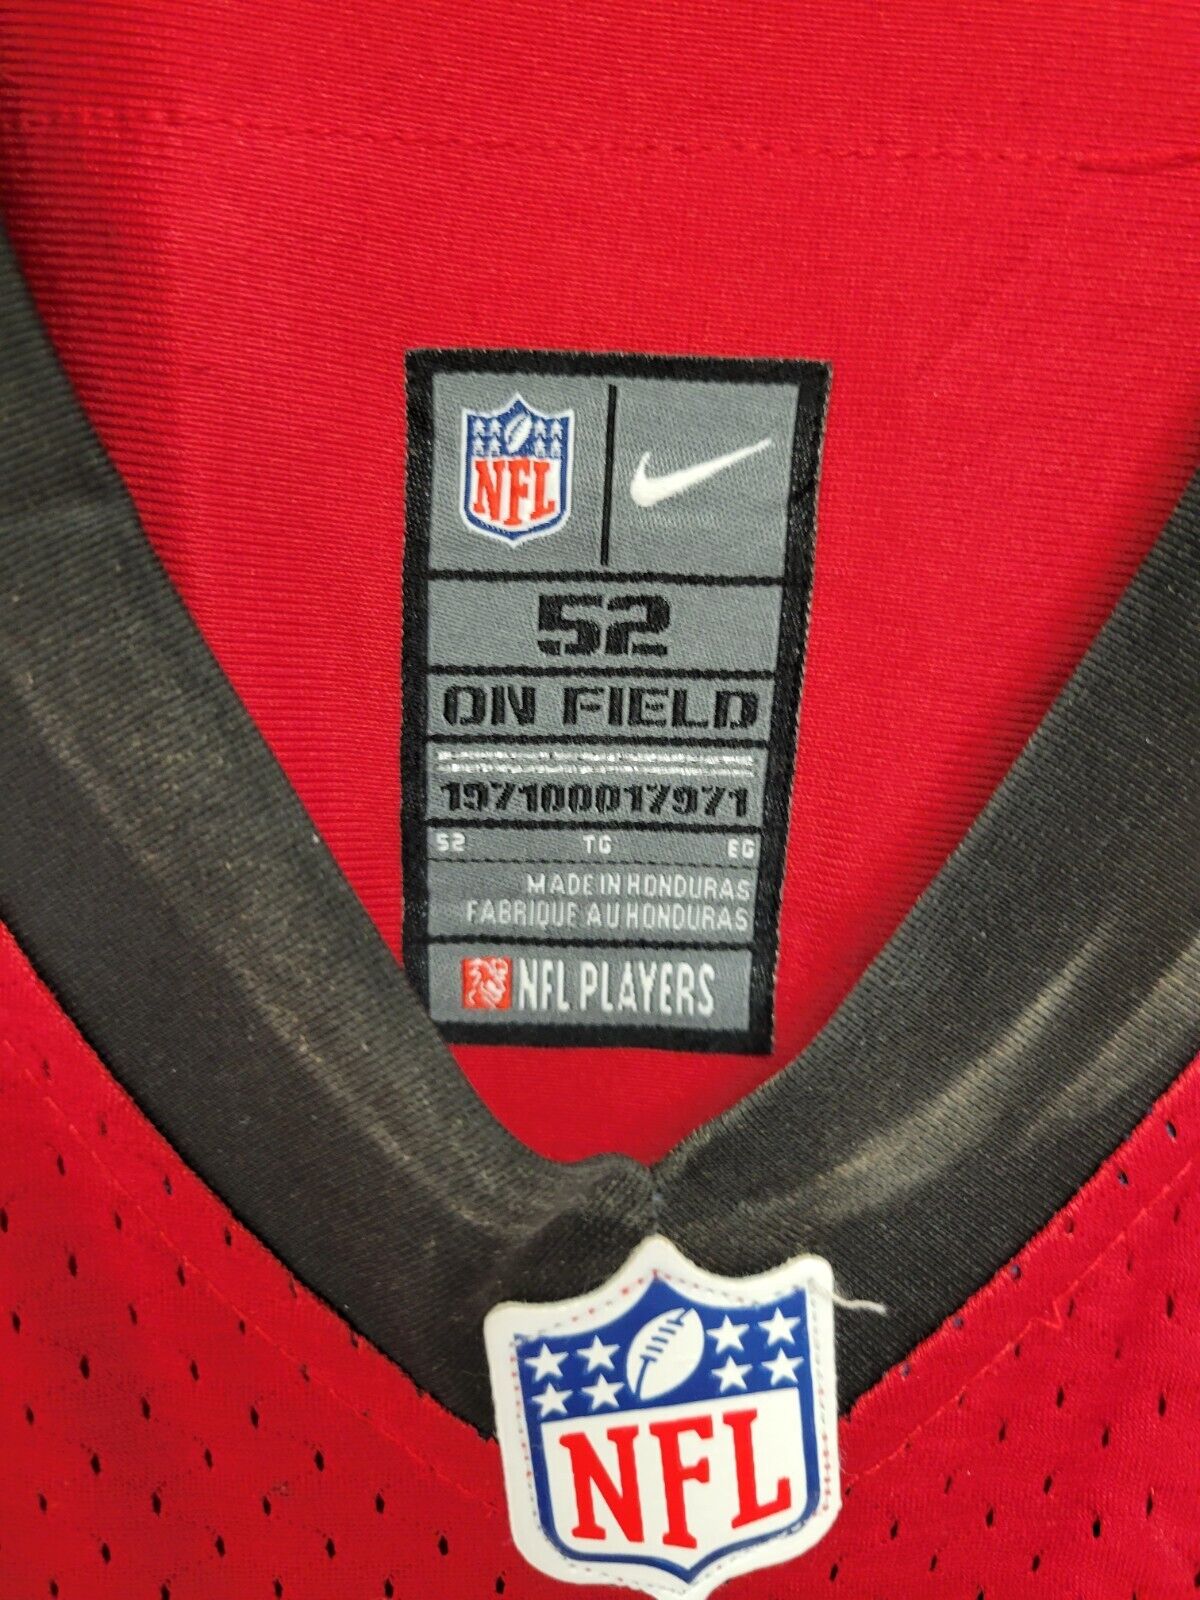 NFL
52
ON FIELD
197100017971
52 TG EG
MADE IN HONDURAS
FABRIQUE AU HONDURAS
NFL PLAYERS
NFL